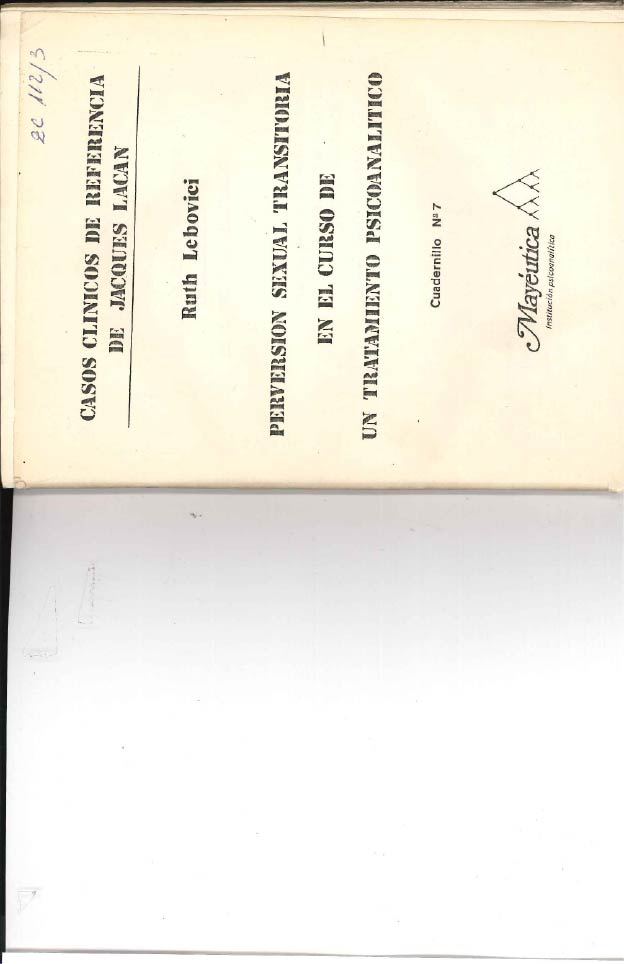 2C 112/3
CASOS CLINICOS DE REFERENCIA
DE JACQUES LACAN
Ruth Lebovici
PERVERSION SEXUAL TRANSITORIA
EN EL CURSO DE
UN TRATAMIENTO PSICOANALITICO
Cuadernillo Nº 7
Mayéutica
Institución psicoanalítica